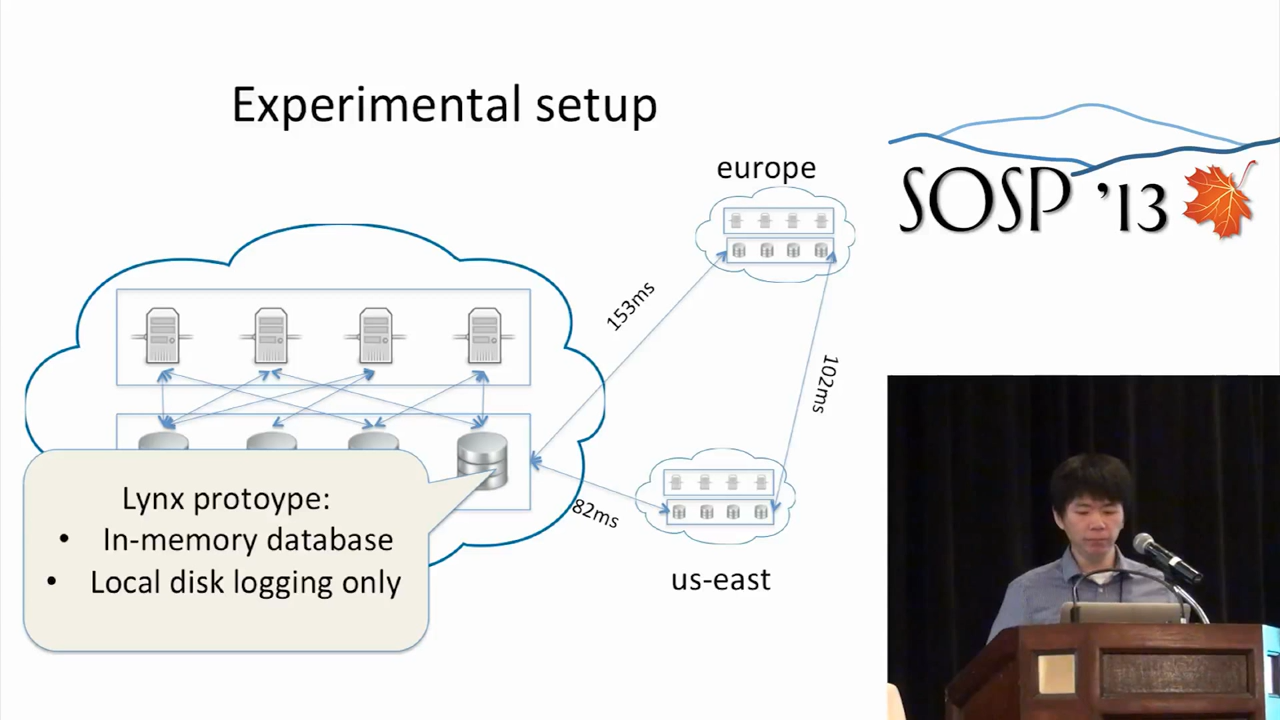 Experimental setup
europe
SOSP '13
153ms
102ms
82ms
Lynx protoype:
• In-memory database
• Local disk logging only
us-east